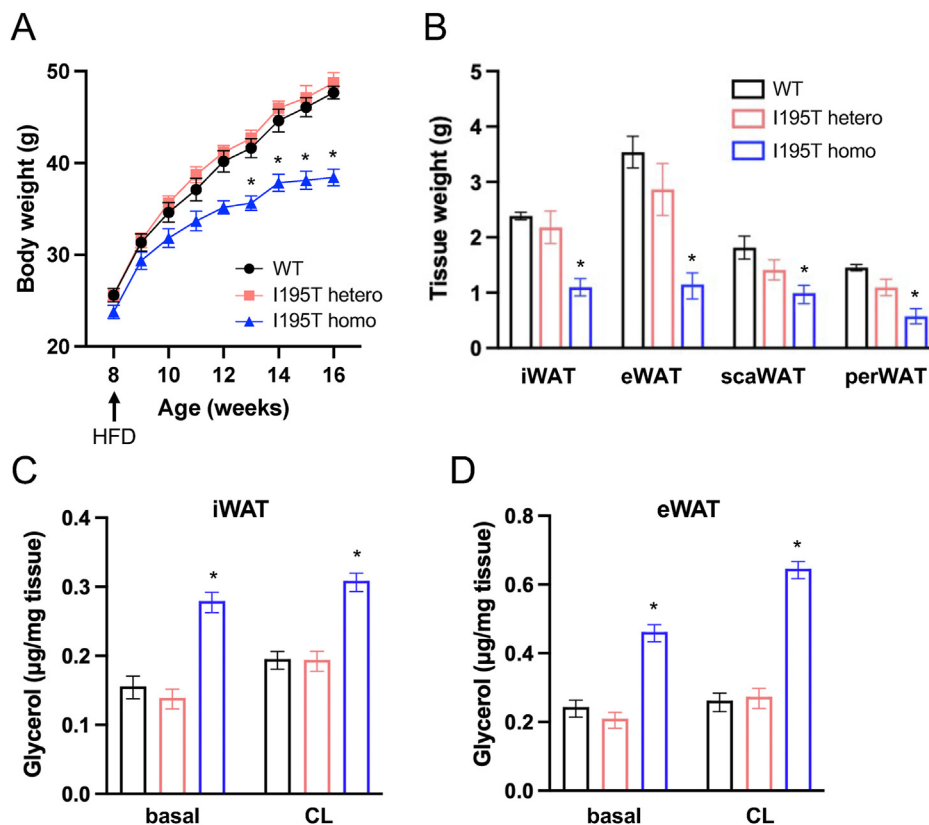 A
Body weight (g)
50
40
30
20
* * * *
WT
I195T hetero
I195T homo
8 10 12 14 16
Age (weeks)
HFD
B
Tissue weight (g)
5
4
3
2
1
0
WT
I195T hetero
I195T homo
* * * *
iWAT eWAT scaWAT perWAT
C
iWAT
Glycerol (µg/mg tissue)
0.4
0.3
0.2
0.1
0.0
* *
basal CL
D
eWAT
Glycerol (µg/mg tissue)
0.8
0.6
0.4
0.2
0.0
* *
basal CL